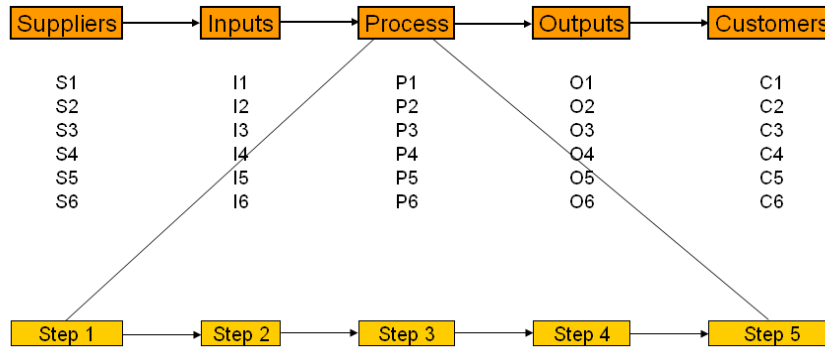 Suppliers Inputs Process Outputs Customers
S1 I1 P1 O1 C1
S2 I2 P2 O2 C2
S3 I3 P3 O3 C3
S4 I4 P4 O4 C4
S5 I5 P5 O5 C5
S6 I6 P6 O6 C6
Step 1 Step 2 Step 3 Step 4 Step 5